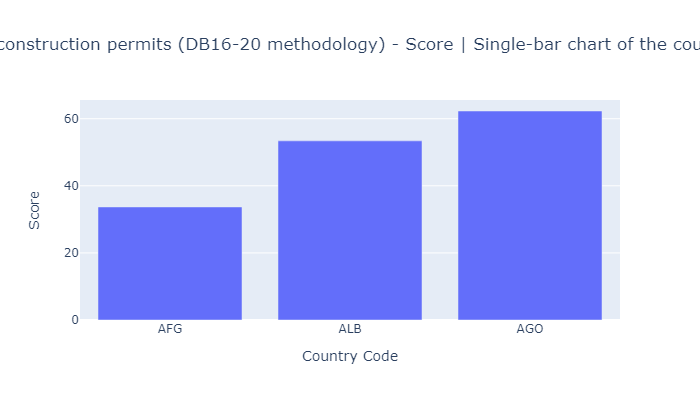 construction permits (DB16-20 methodology) - Score | Single-bar chart of the
60
40
20
0
Score
AFG ALB AGO
Country Code